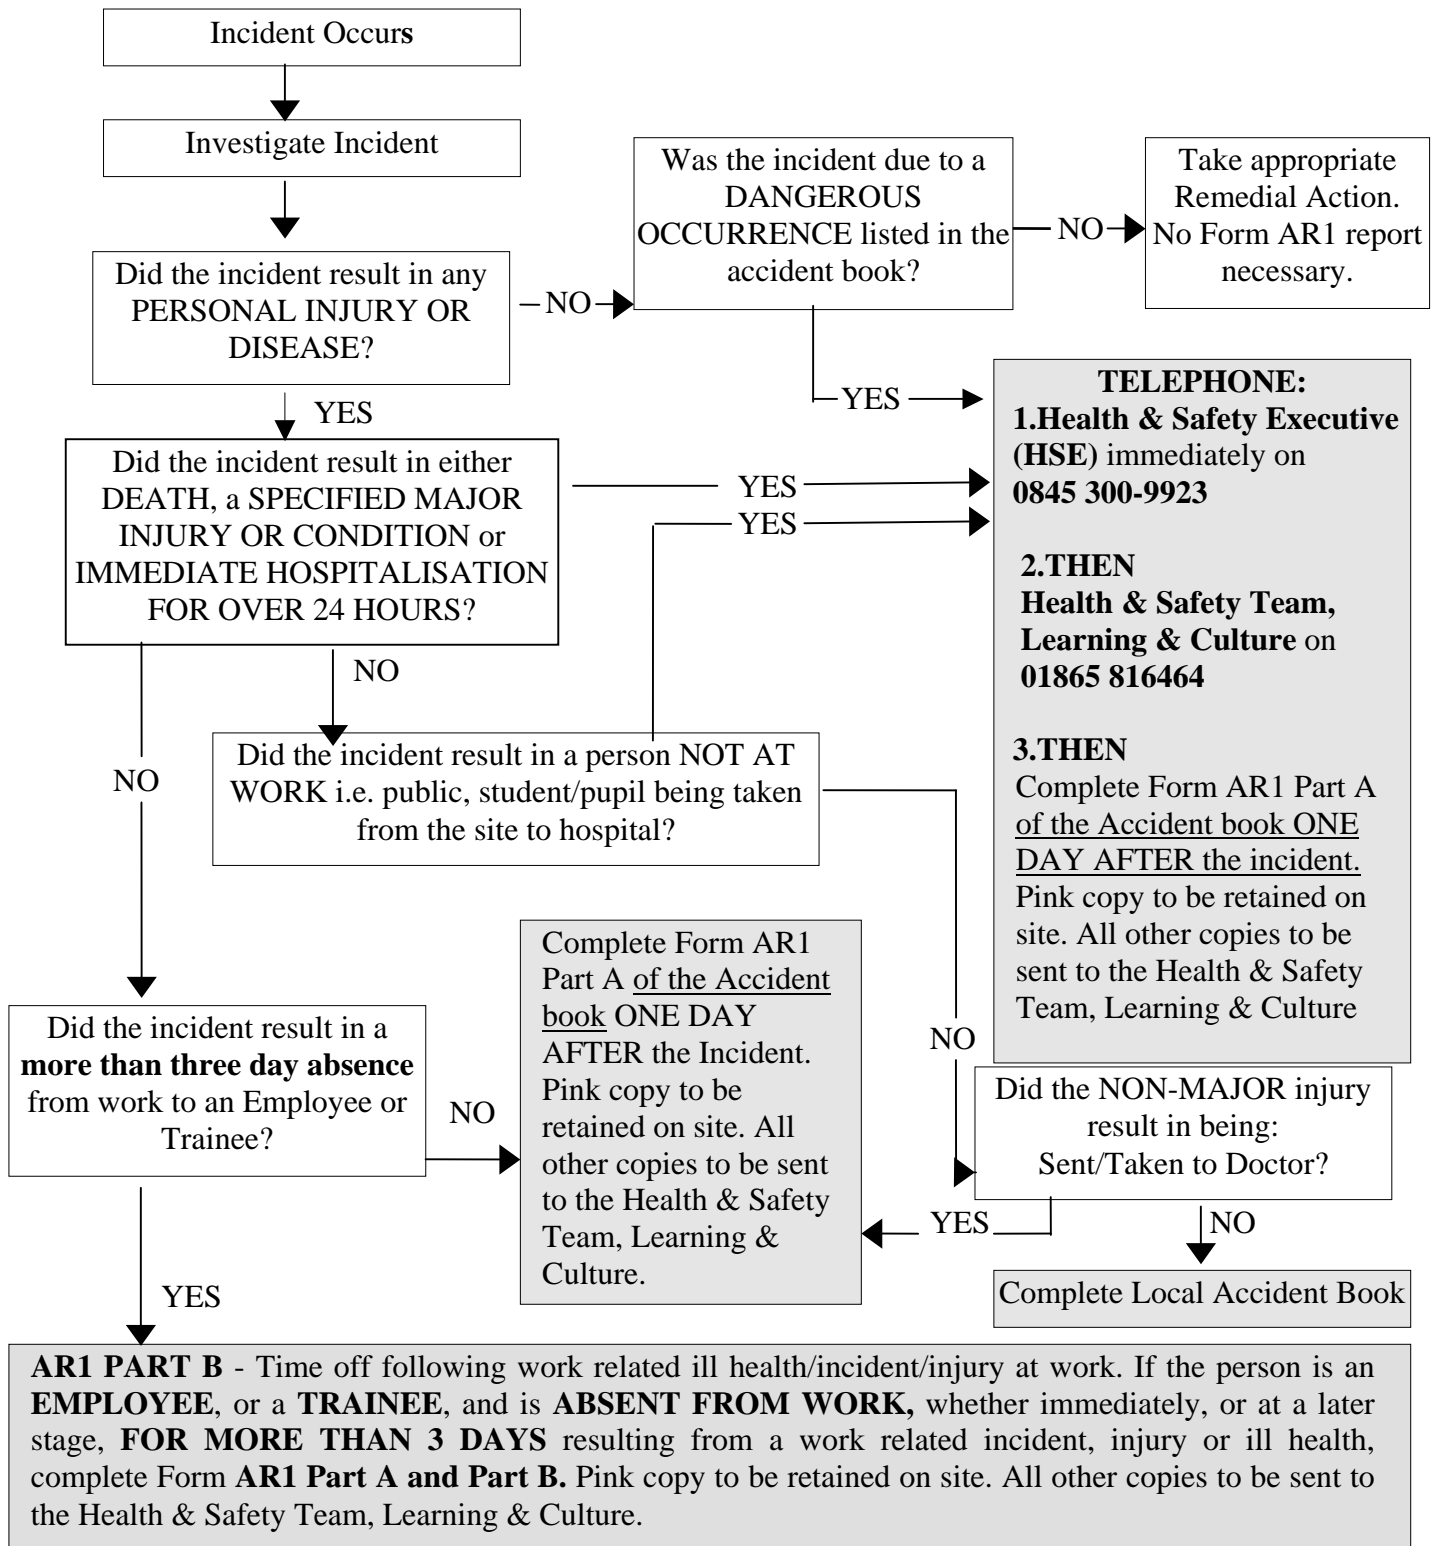 Incident Occurs
Investigate Incident
Was the incident due to a
DANGEROUS
OCCURRENCE listed in the
accident book?
NO
Take appropriate
Remedial Action.
No Form AR1 report
necessary.
Did the incident result in any
PERSONAL INJURY OR
DISEASE?
NO
YES
YES
TELEPHONE:
1.Health & Safety Executive
(HSE) immediately on
0845 300-9923
2.THEN
Health & Safety Team,
Learning & Culture on
01865 816464
3.THEN
Complete Form AR1 Part A
of the Accident book ONE
DAY AFTER the incident.
Pink copy to be retained on
site. All other copies to be
sent to the Health & Safety
Team, Learning & Culture
Did the incident result in either
DEATH, a SPECIFIED MAJOR
INJURY OR CONDITION or
IMMEDIATE HOSPITALISATION
FOR OVER 24 HOURS?
YES
YES
NO
NO
Did the incident result in a person NOT AT
WORK i.e. public, student/pupil being taken
from the site to hospital?
NO
Complete Form AR1
Part A of the Accident
book ONE DAY
AFTER the Incident.
Pink copy to be
retained on site. All
other copies to be sent
to the Health & Safety
Team, Learning &
Culture.
Did the incident result in a
more than three day absence
from work to an Employee or
Trainee?
NO
Did the NON-MAJOR injury
result in being:
Sent/Taken to Doctor?
YES
NO
Complete Local Accident Book
YES
AR1 PART B - Time off following work related ill health/incident/injury at work. If the person is an
EMPLOYEE, or a TRAINEE, and is ABSENT FROM WORK, whether immediately, or at a later
stage, FOR MORE THAN 3 DAYS resulting from a work related incident, injury or ill health,
complete Form AR1 Part A and Part B. Pink copy to be retained on site. All other copies to be sent to
the Health & Safety Team, Learning & Culture.